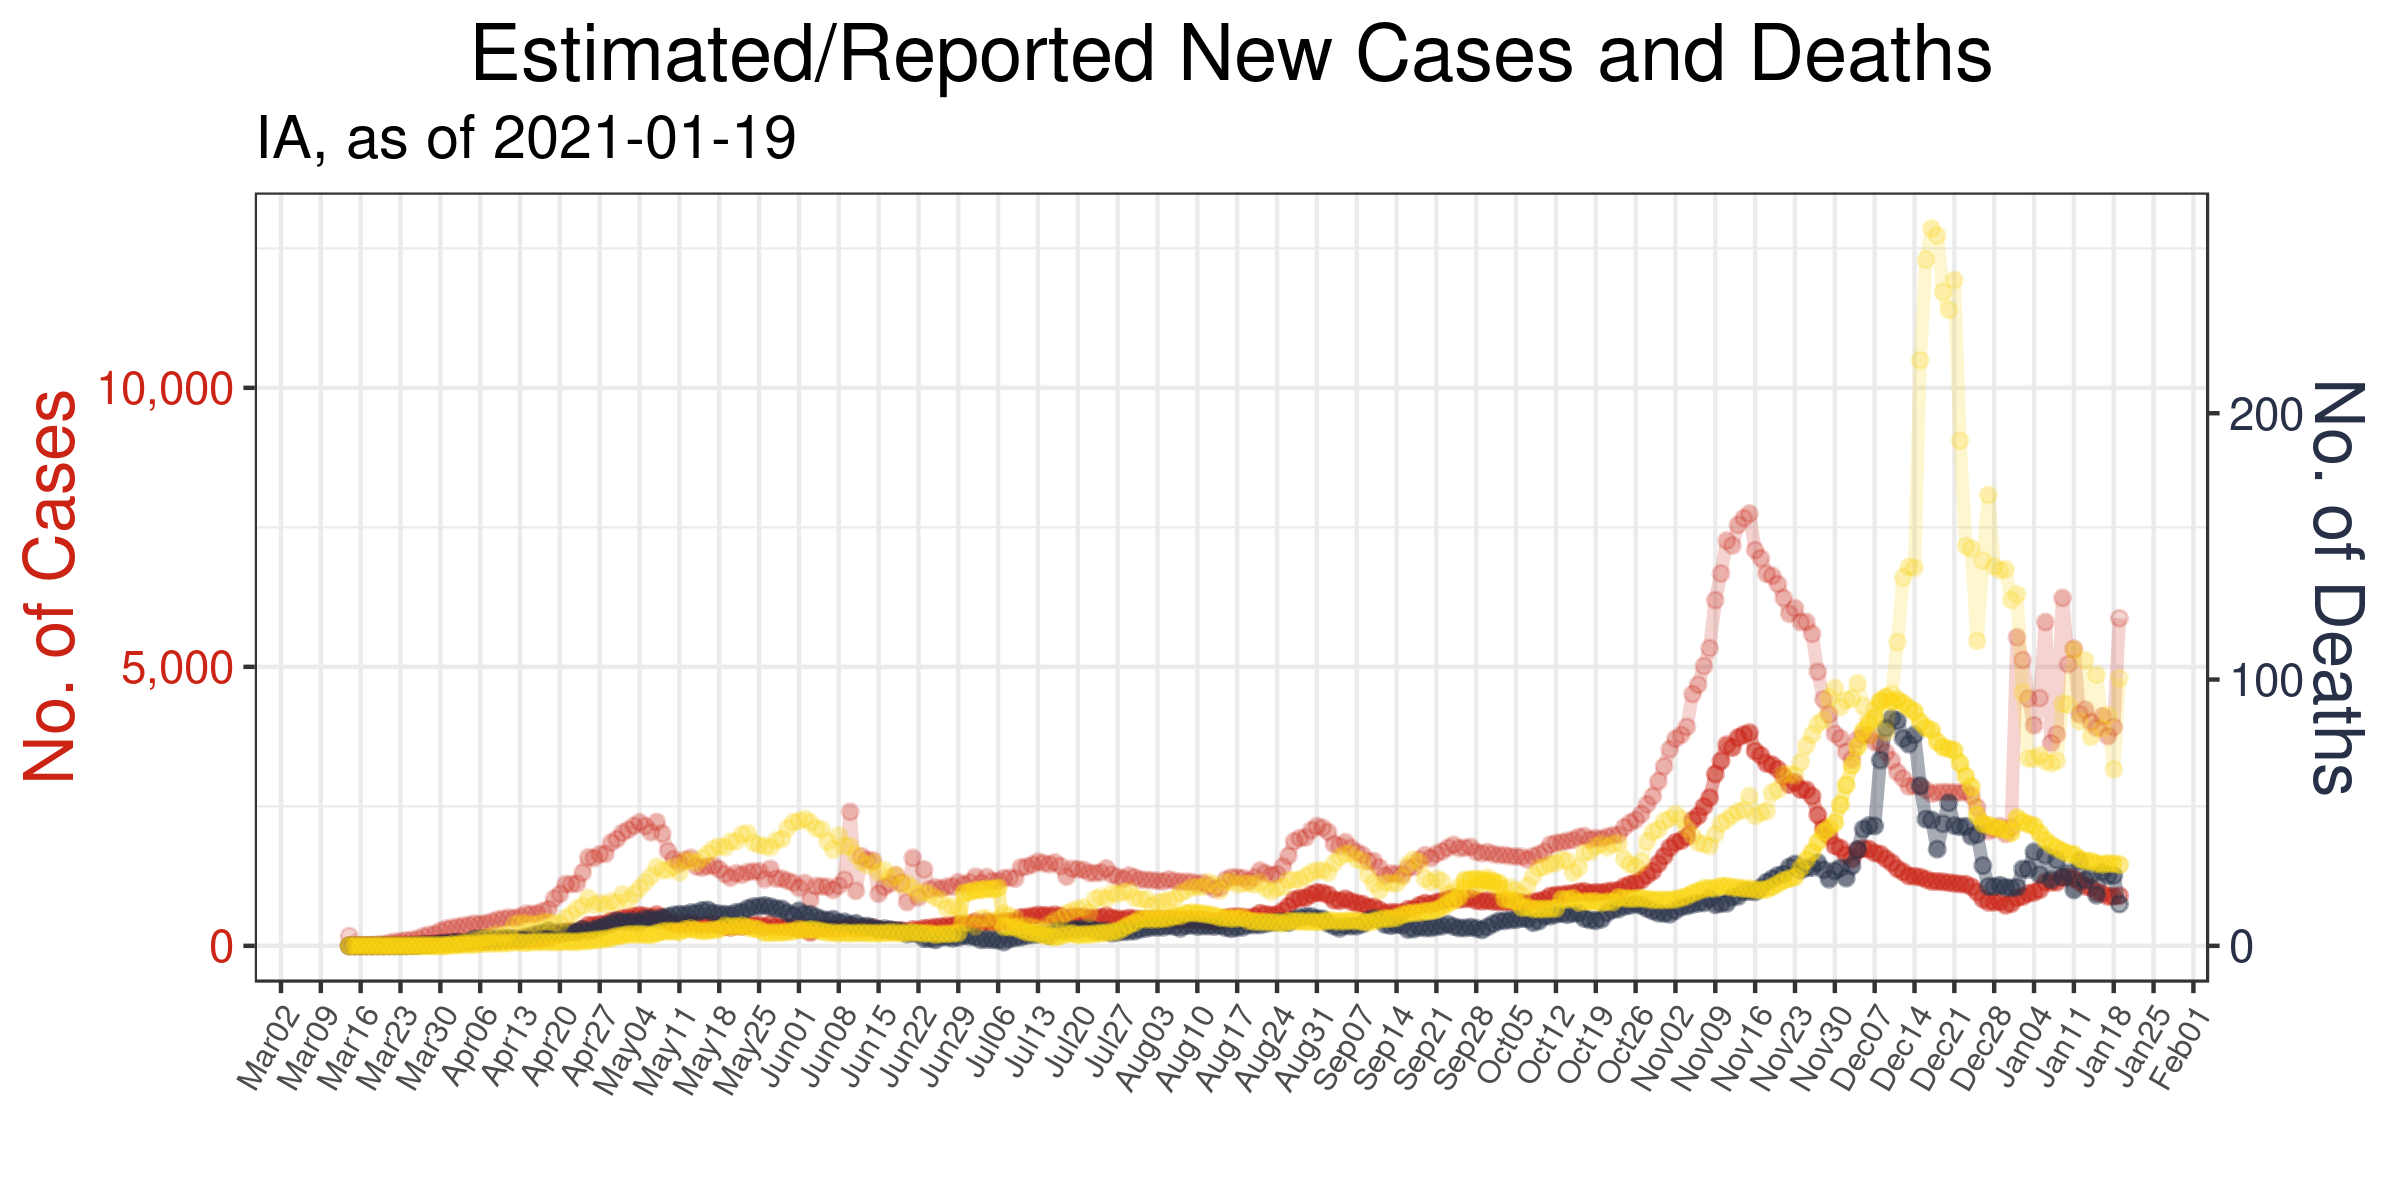 Estimated/Reported New Cases and Deaths
IA, as of 2021-01-19
No. of Cases
10,000
5,000
0
No. of Deaths
200
100
0
Mar02
Mar09
Mar16
Mar23
Mar30
Apr06
Apr13
Apr20
Apr27
May04
May11
May18
May25
Jun01
Jun08
Jun15
Jun22
Jun29
Jul06
Jul13
Jul20
Jul27
Aug03
Aug10
Aug17
Aug24
Aug31
Sep07
Sep14
Sep21
Sep28
Oct05
Oct12
Oct19
Oct26
Nov02
Nov09
Nov16
Nov23
Nov30
Dec07
Dec14
Dec21
Dec28
Jan04
Jan11
Jan18
Jan25
Feb01